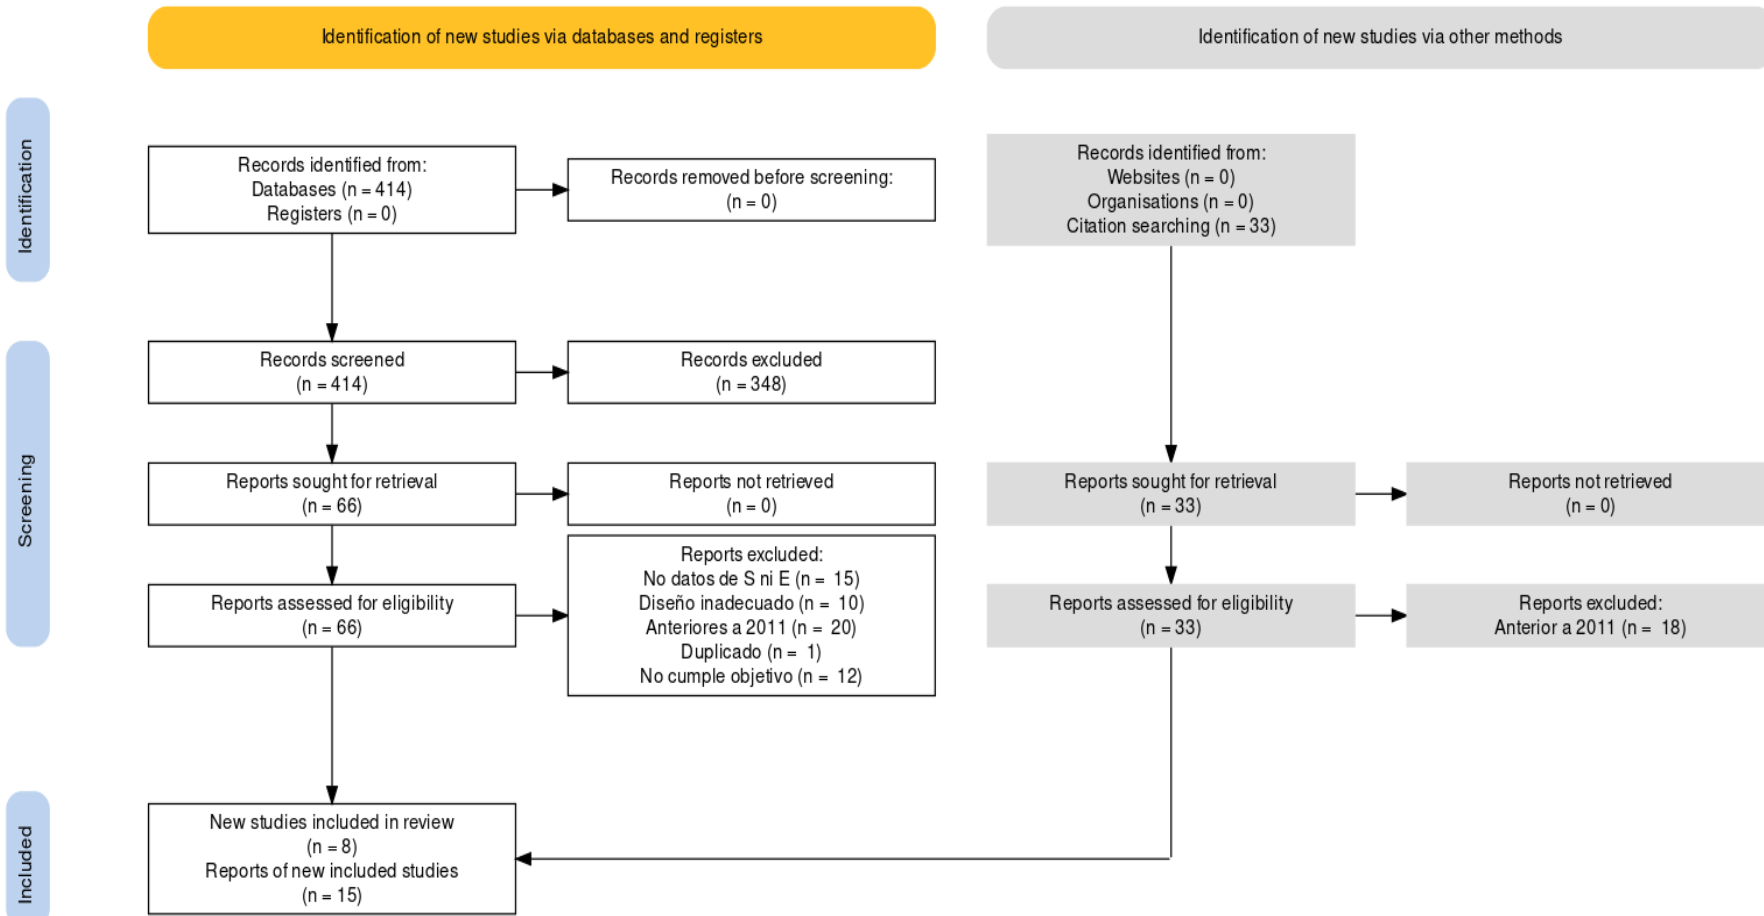 Identification of new studies via databases and registers
Identification of new studies via other methods
Identification
Records identified from:
Databases (n = 414)
Registers (n = 0)
Records removed before screening:
(n = 0)
Records identified from:
Websites (n = 0)
Organisations (n = 0)
Citation searching (n = 33)
Screening
Records screened
(n = 414)
Records excluded
(n = 348)
Reports sought for retrieval
(n = 66)
Reports not retrieved
(n = 0)
Reports sought for retrieval
(n = 33)
Reports not retrieved
(n = 0)
Reports assessed for eligibility
(n = 66)
Reports excluded:
No datos de S ni E (n = 15)
Diseño inadecuado (n = 10)
Anteriores a 2011 (n = 20)
Duplicado (n = 1)
No cumple objetivo (n = 12)
Reports assessed for eligibility
(n = 33)
Reports excluded:
Anterior a 2011 (n = 18)
Included
New studies included in review
(n = 8)
Reports of new included studies
(n = 15)